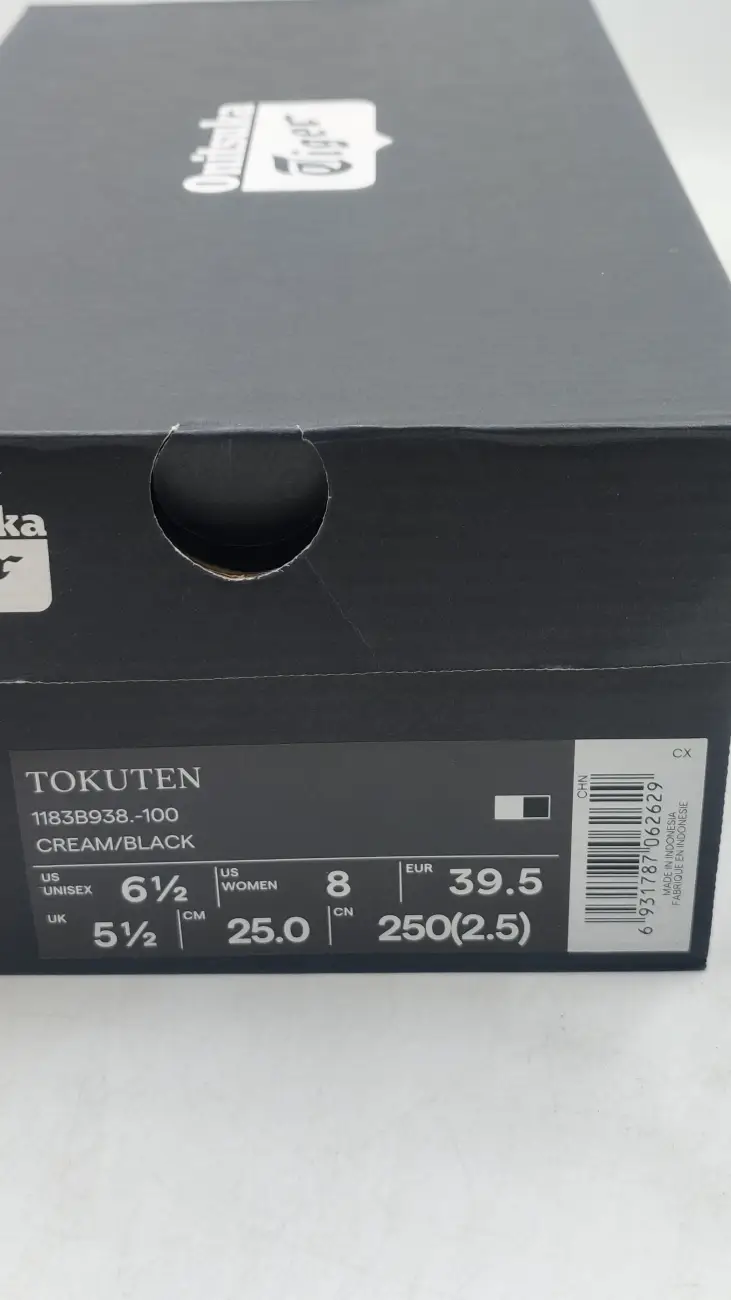 Onitsuka
Tiger
ka
r
TOKUTEN
1183B938.-100
CREAM/BLACK
US UNISEX 6½ US WOMEN 8 EUR 39.5
UK 5½ CM 25.0 CN 250(2.5)
CX
CHN
6 931787 062629
MADE IN INDONESIA
FABRIQUE EN INDONESIE